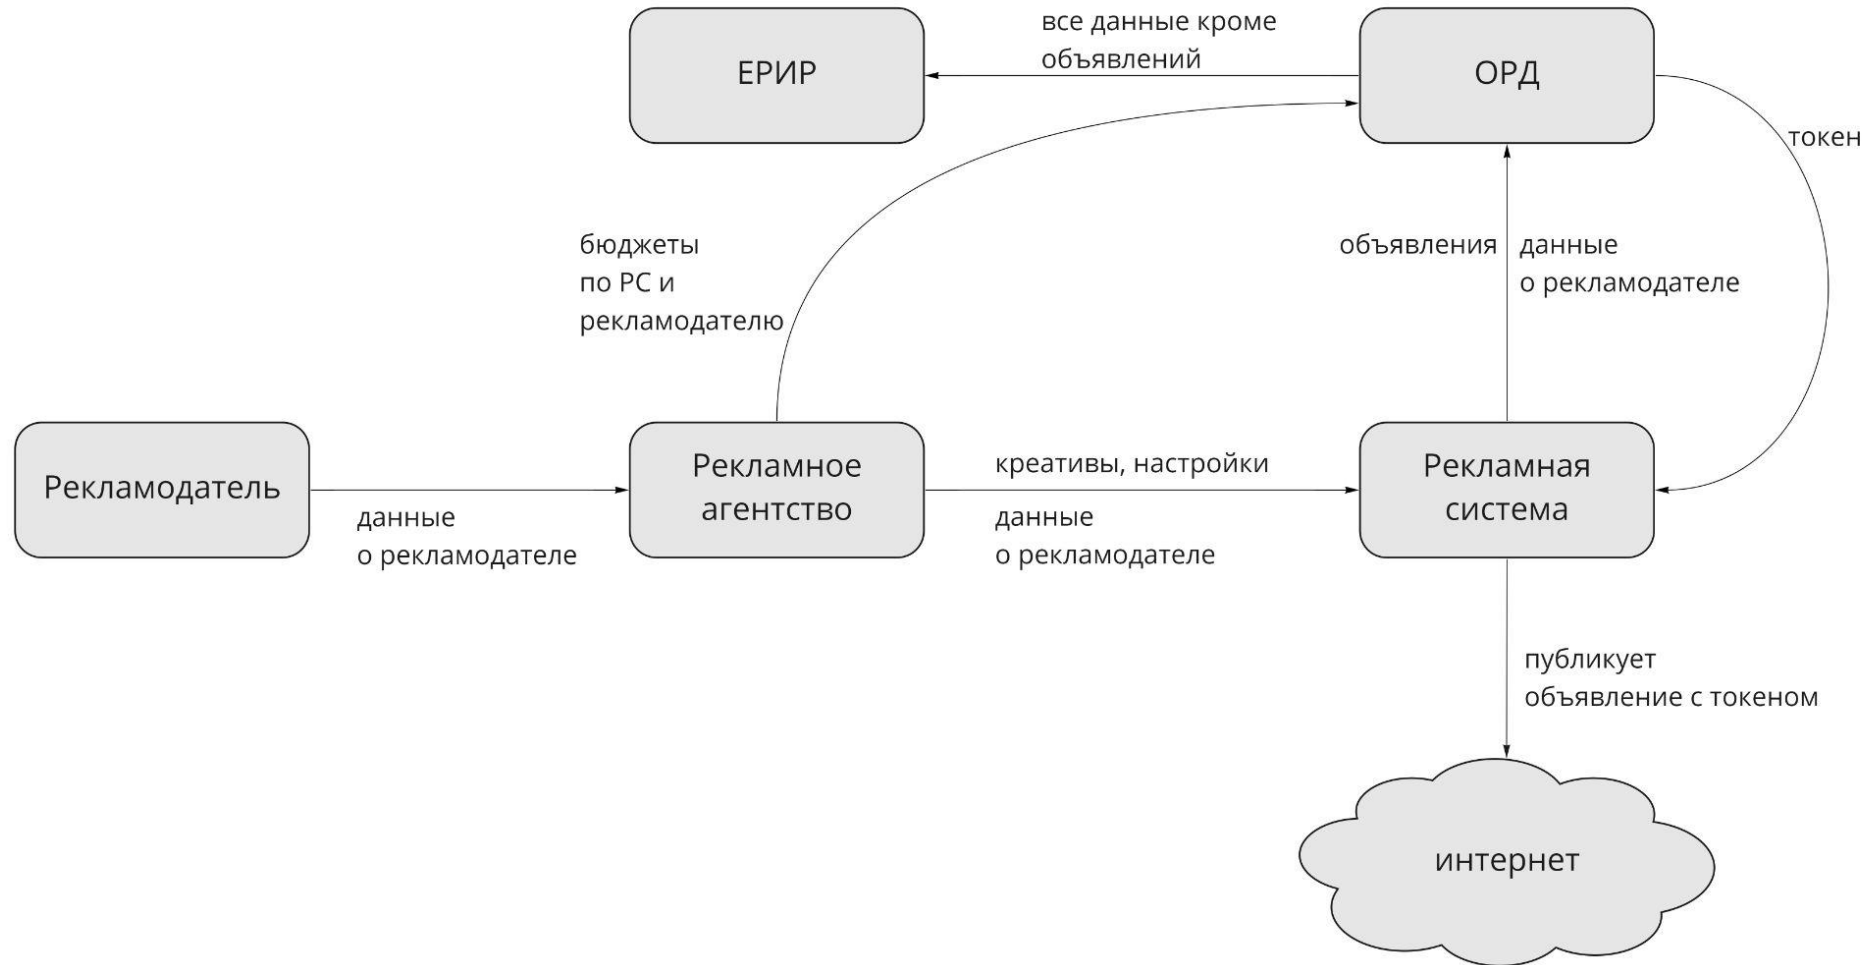 все данные кроме
объявлений
ЕРИР
ОРД
токен
бюджеты
по РС и
рекламодателю
объявления
данные
о рекламодателе
Рекламодатель
данные
о рекламодателе
Рекламное
агентство
креативы, настройки
данные
о рекламодателе
Рекламная
система
публикует
объявление с токеном
интернет